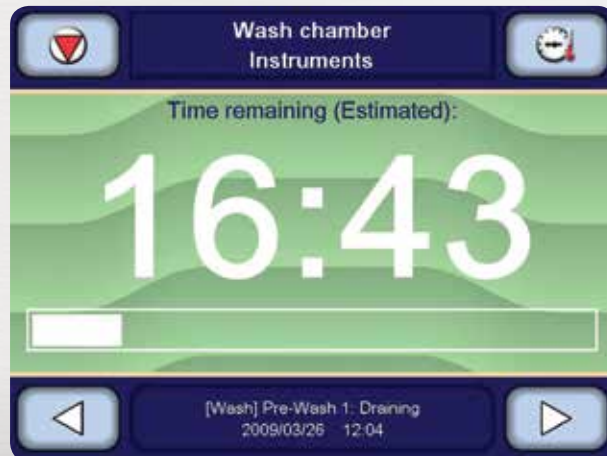 Wash chamber
Instruments
Time remaining (Estimated):
16:43
[Wash] Pre-Wash 1: Draining
2009/03/26 12:04